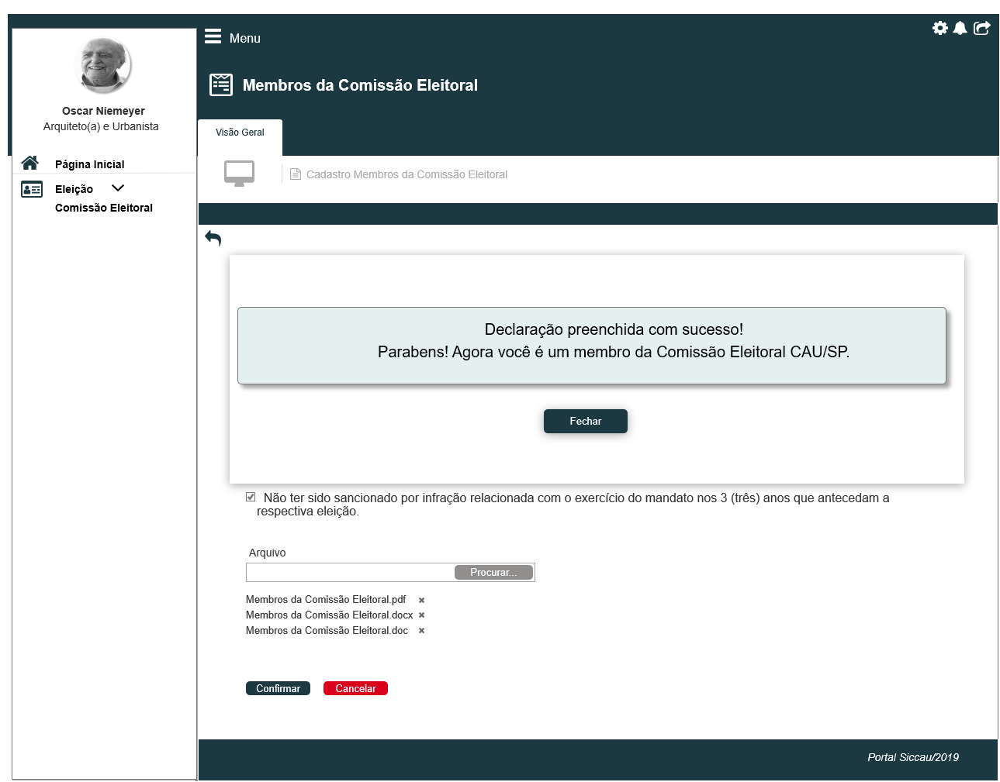 Menu
Membros da Comissão Eleitoral
Oscar Niemeyer
Arquiteto(a) e Urbanista
Página Inicial
Eleição
Comissão Eleitoral
Visão Geral
Cadastro Membros da Comissão Eleitoral
Declaração preenchida com sucesso!
Parabens! Agora você é um membro da Comissão Eleitoral CAU/SP.
Fechar
Não ter sido sancionado por infração relacionada com o exercício do mandato nos 3 (três) anos que antecedam a
respectiva eleição.
Arquivo
Procurar...
Membros da Comissão Eleitoral.pdf
Membros da Comissão Eleitoral.docx
Membros da Comissão Eleitoral.doc
Confirmar Cancelar
Portal Siccau/2019